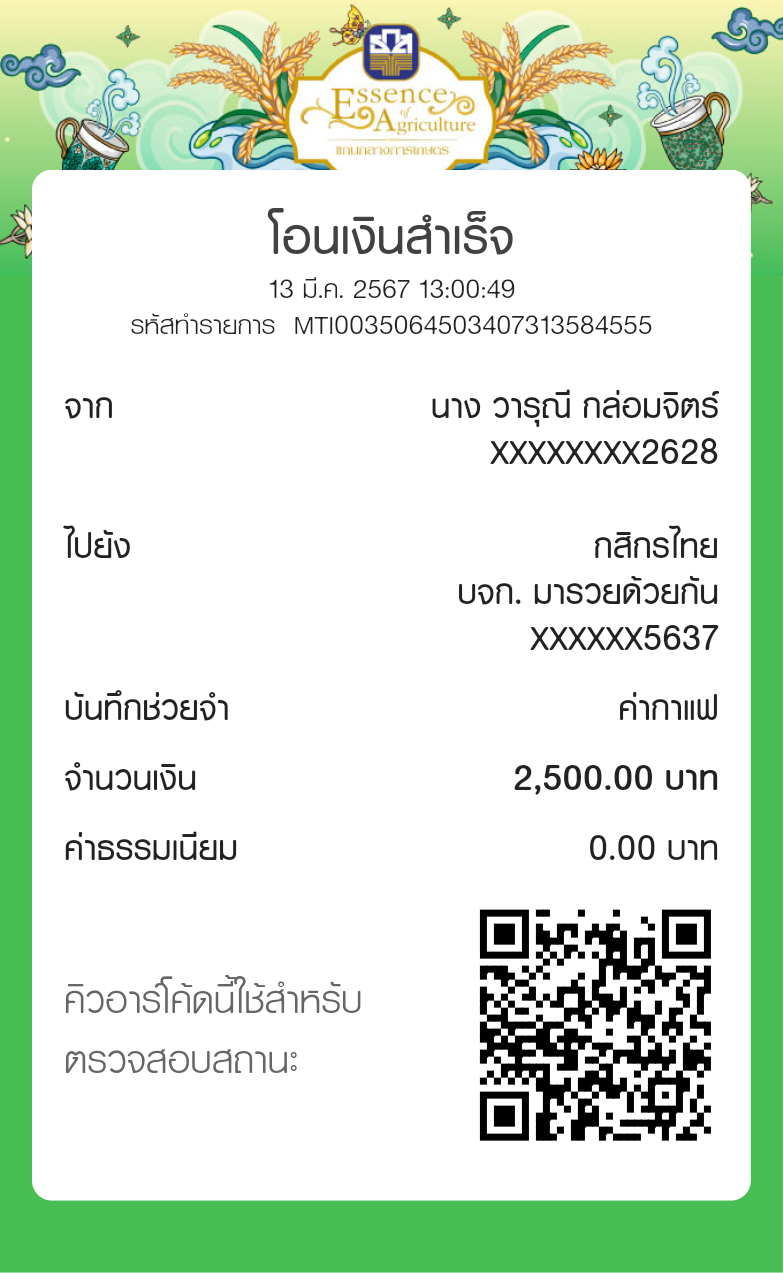 Essence
of
Agriculture
แกนกลางการเกษตร
โอนเงินสำเร็จ
13 มี.ค. 2567 13:00:49
รหัสทำรายการ MTI0035064503407313584555
จาก นาง วารุณี กล่อมจิตร์
XXXXXXXX2628
ไปยัง กสิกรไทย
บจก. มารวยด้วยกัน
XXXXXX5637
บันทึกช่วยจำ ค่ากาแฟ
จำนวนเงิน 2,500.00 บาท
ค่าธรรมเนียม 0.00 บาท
คิวอาร์โค้ดนี้ใช้สำหรับ
ตรวจสอบสถานะ